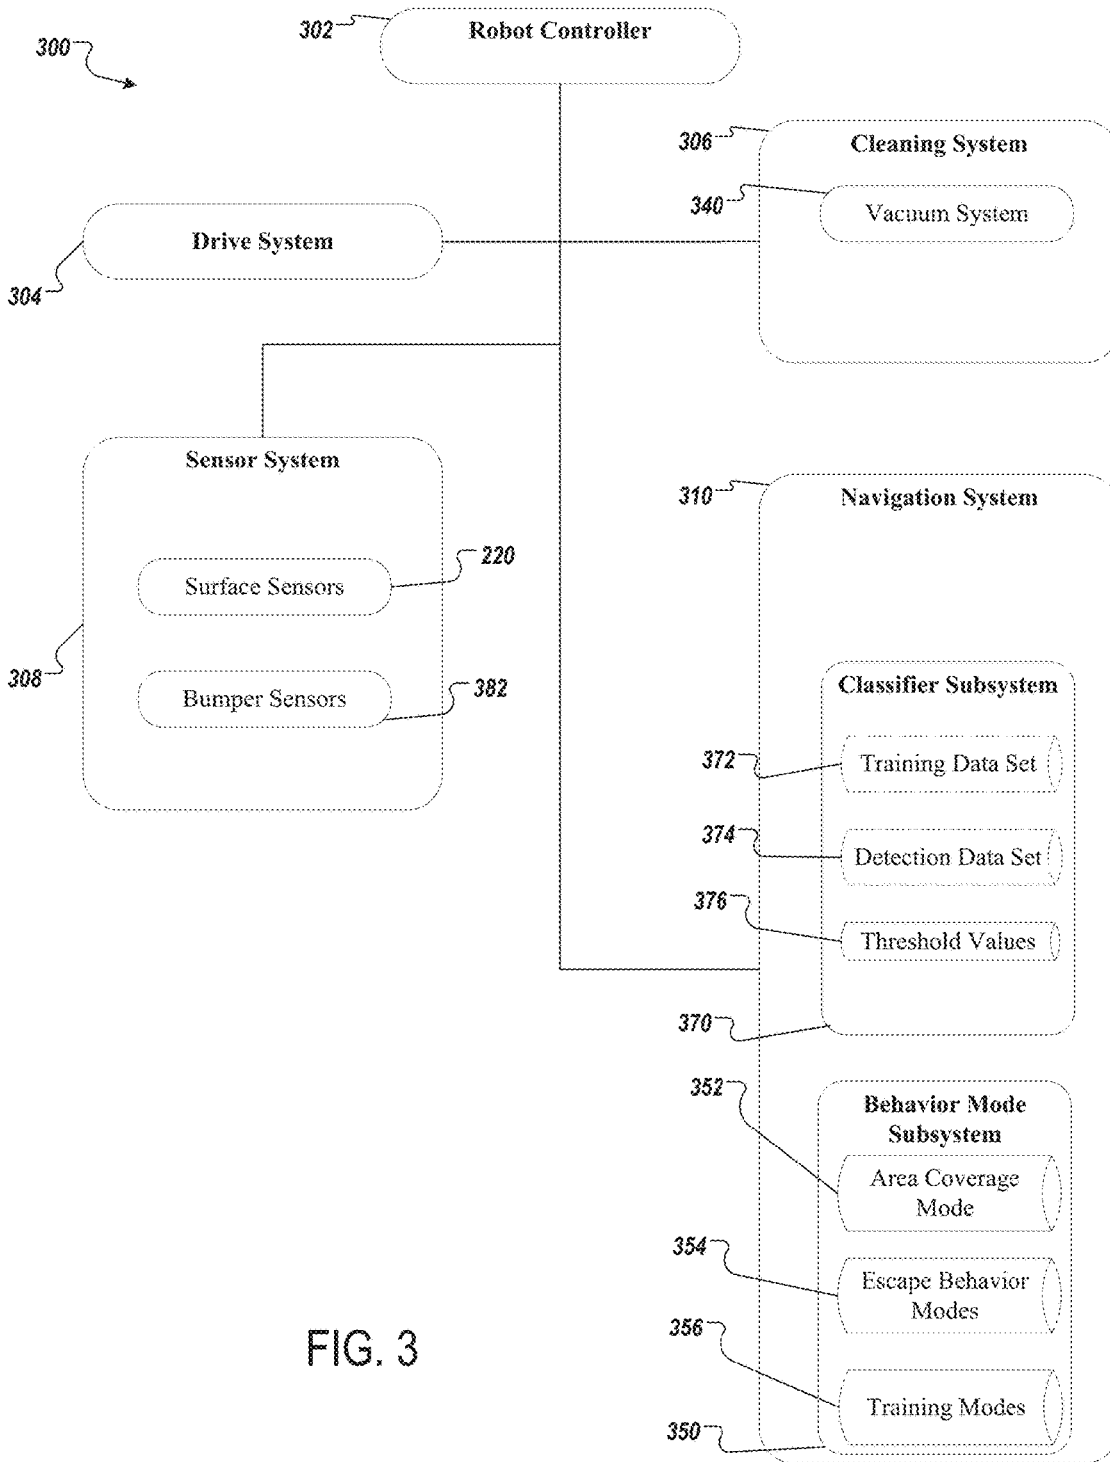 302
Robot Controller
300
306
Cleaning System
340
Vacuum System
Drive System
304
Sensor System
310
Navigation System
Surface Sensors
220
308
Bumper Sensors
382
Classifier Subsystem
372
Training Data Set
374
Detection Data Set
376
Threshold Values
370
352
Behavior Mode
Subsystem
Area Coverage
Mode
354
Escape Behavior
Modes
356
Training Modes
350
FIG. 3